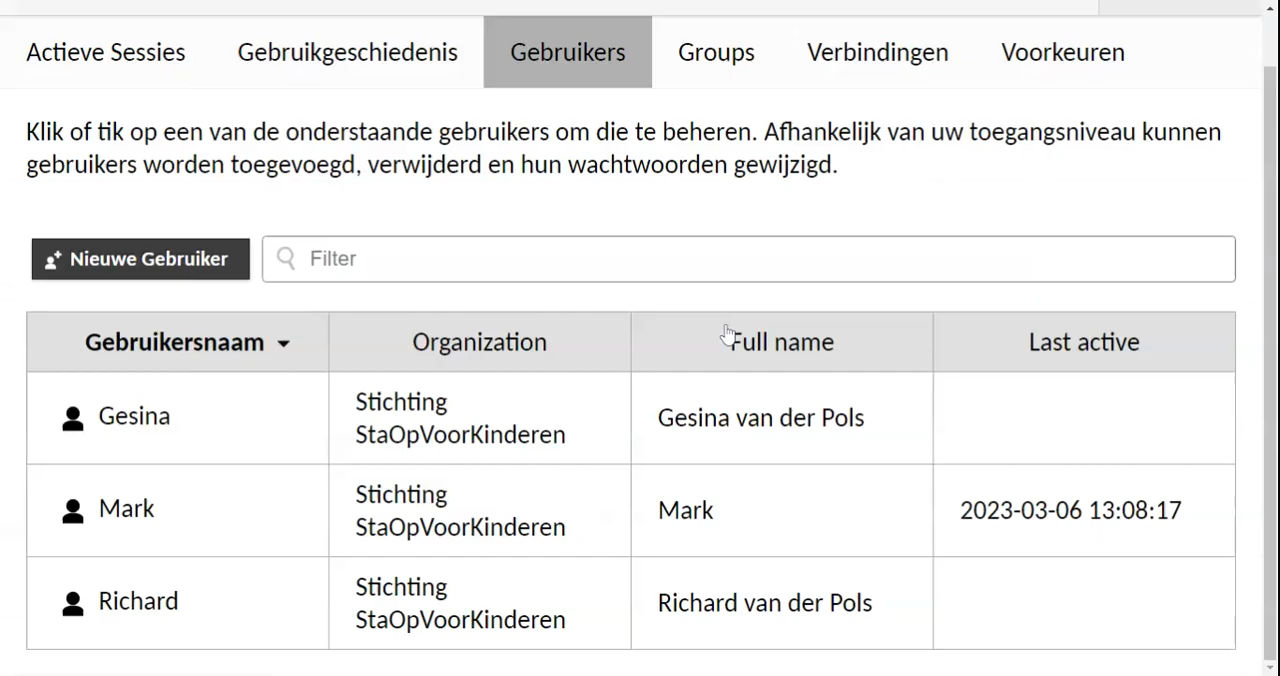 Actieve Sessies Gebruikgeschiedenis Gebruikers Groups Verbindingen Voorkeuren
Klik of tik op een van de onderstaande gebruikers om die te beheren. Afhankelijk van uw toegangsniveau kunnen
gebruikers worden toegevoegd, verwijderd en hun wachtwoorden gewijzigd.
Nieuwe Gebruiker Filter
Gebruikersnaam Organization Full name Last active
Gesina Stichting StaOpVoorKinderen Gesina van der Pols
Mark Stichting StaOpVoorKinderen Mark 2023-03-06 13:08:17
Richard Stichting StaOpVoorKinderen Richard van der Pols